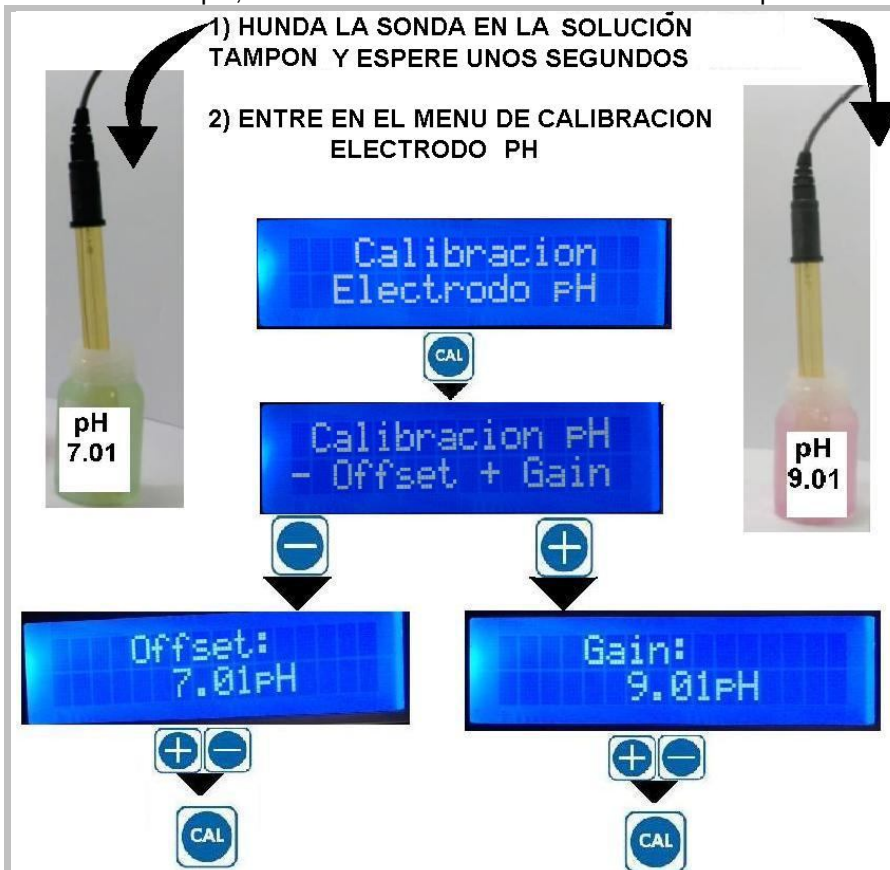 1) HUNDA LA SONDA EN LA SOLUCIÓN
TAMPON Y ESPERE UNOS SEGUNDOS
2) ENTRE EN EL MENU DE CALIBRACION
ELECTRODO PH
Calibracion
Electrodo pH
CAL
pH
7.01
Calibracion pH
- Offset + Gain
pH
9.01
Offset:
7.01pH
Gain:
9.01pH
CAL
CAL